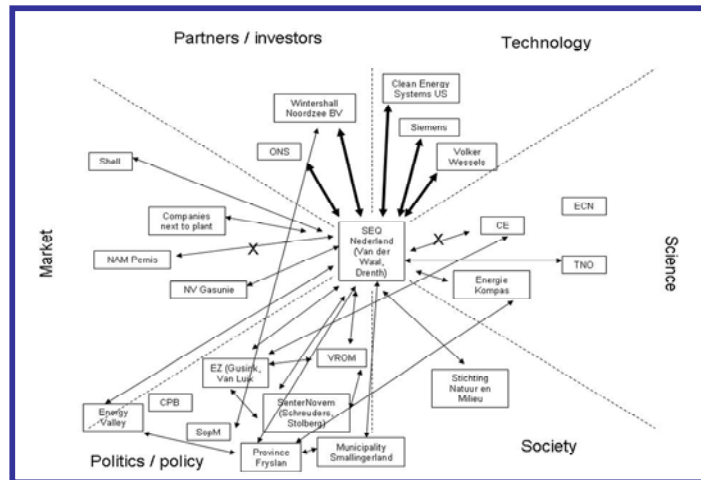 Partners / investors
Technology
Clean Energy
Systems US
Wintershall
Noordzee BV
Siemens
ONS
Volker
Wessels
Shell
ECN
Companies
next to plant
SEQ
Nederland
(Van der
Waal,
Drenth)
CE
X
X
Market
Science
NAM Pernis
TNO
NV Gasunie
Energie
Kompas
VROM
EZ (Gusink,
Van Luik
Stichting
Natuur en
Milieu
CPB
SenterNovem
(Schreuders,
Stolberg)
Energy
Valley
Municipality
Smallingerland
Province
Fryslan
Politics / policy
Society